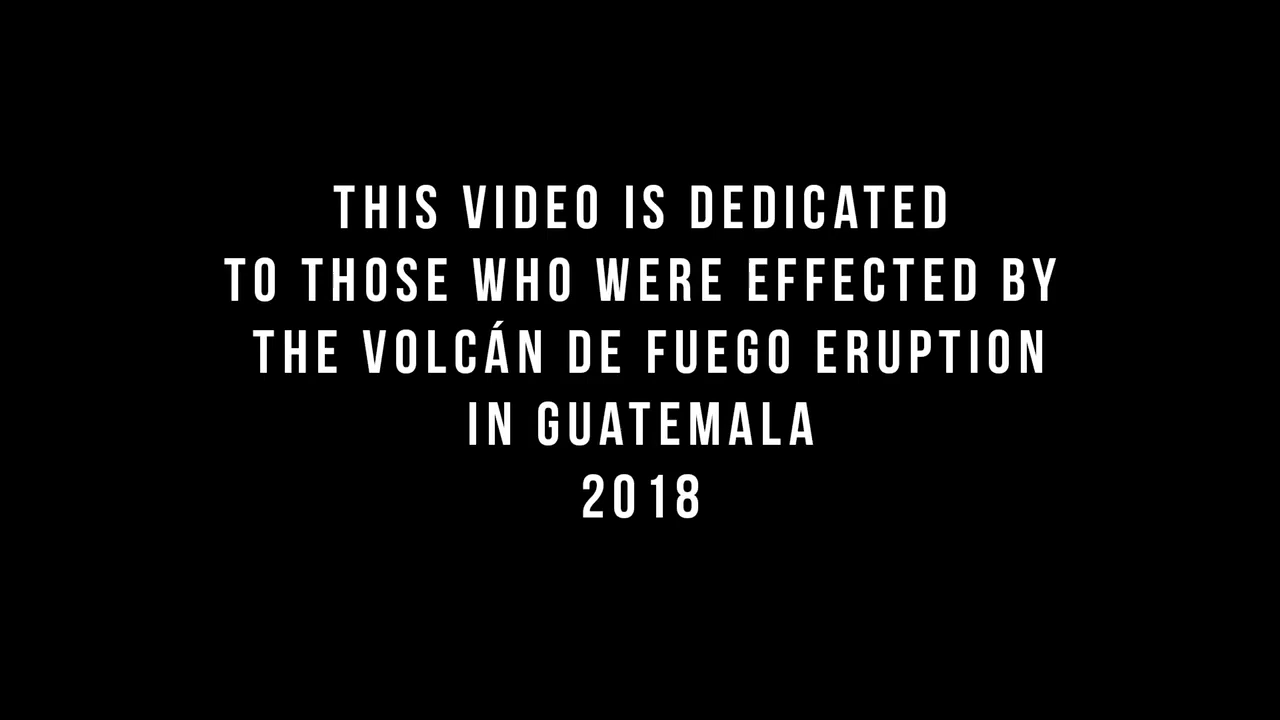 THIS VIDEO IS DEDICATED
TO THOSE WHO WERE EFFECTED BY
THE VOLCÁN DE FUEGO ERUPTION
IN GUATEMALA
2018